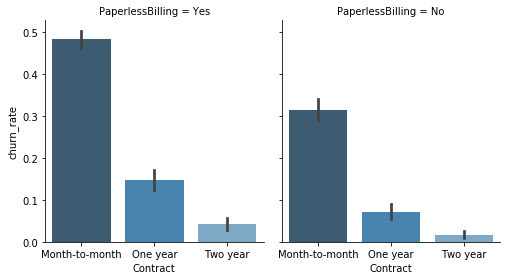 PaperlessBilling = Yes
PaperlessBilling = No
churn_rate
0.5
0.4
0.3
0.2
0.1
0.0
Month-to-month One year Two year
Contract
Month-to-month One year Two year
Contract